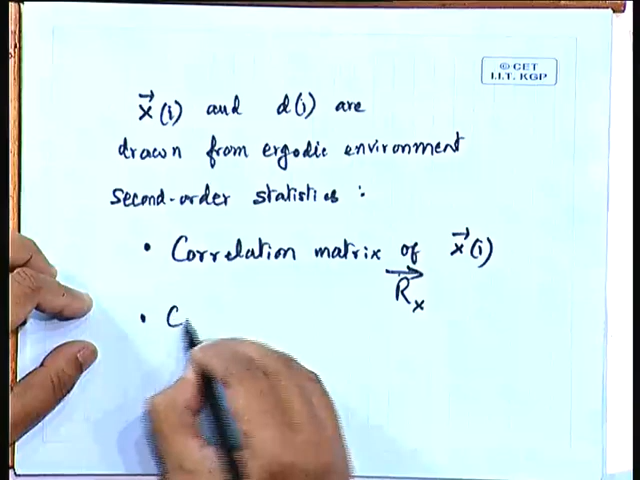 © CET
I.I.T. KGP
x⃗(i) and d(i) are
drawn from ergodic environment
Second-order statistics :
• Correlation matrix of x⃗(i)
R⃗x
• C